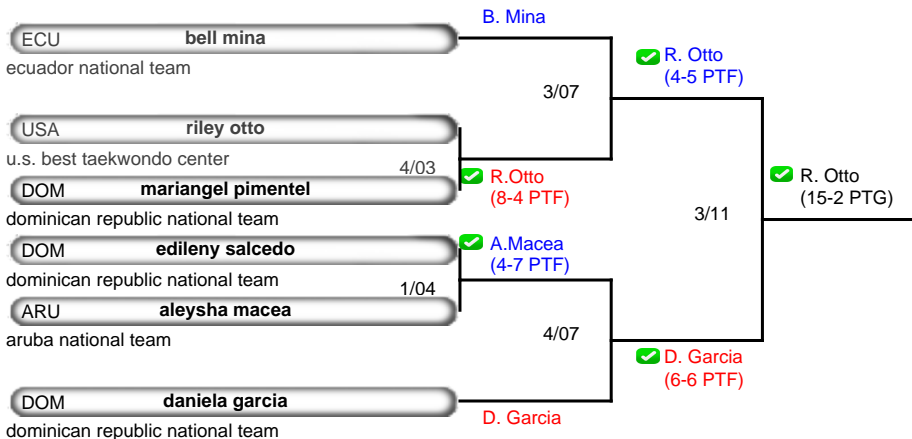 B. Mina
ECU bell mina
ecuador national team
R. Otto
(4-5 PTF)
3/07
USA riley otto
u.s. best taekwondo center
4/03
R.Otto
(8-4 PTF)
DOM mariangel pimentel
dominican republic national team
R. Otto
(15-2 PTG)
3/11
DOM edileny salcedo
dominican republic national team
A.Macea
(4-7 PTF)
1/04
ARU aleysha macea
aruba national team
4/07
D. Garcia
(6-6 PTF)
DOM daniela garcia
dominican republic national team
D. Garcia